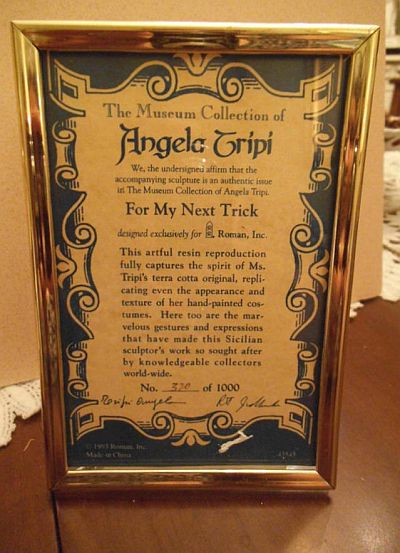 The Museum Collection of
Angela Tripi
We, the undersigned affirm that the
accompanying sculpture is an authentic issue
in The Museum Collection of Angela Tripi.
For My Next Trick
designed exclusively for Roman, Inc.
This artful resin reproduction
fully captures the spirit of Ms.
Tripi's terra cotta original, repli-
cating even the appearance and
texture of her hand-painted cos-
tumes. Here too are the mar-
velous gestures and expressions
that have made this Sicilian
sculptor's work so sought after
by knowledgeable collectors
world-wide.
No. 320 of 1000
© 1993 Roman, Inc.
Made in China